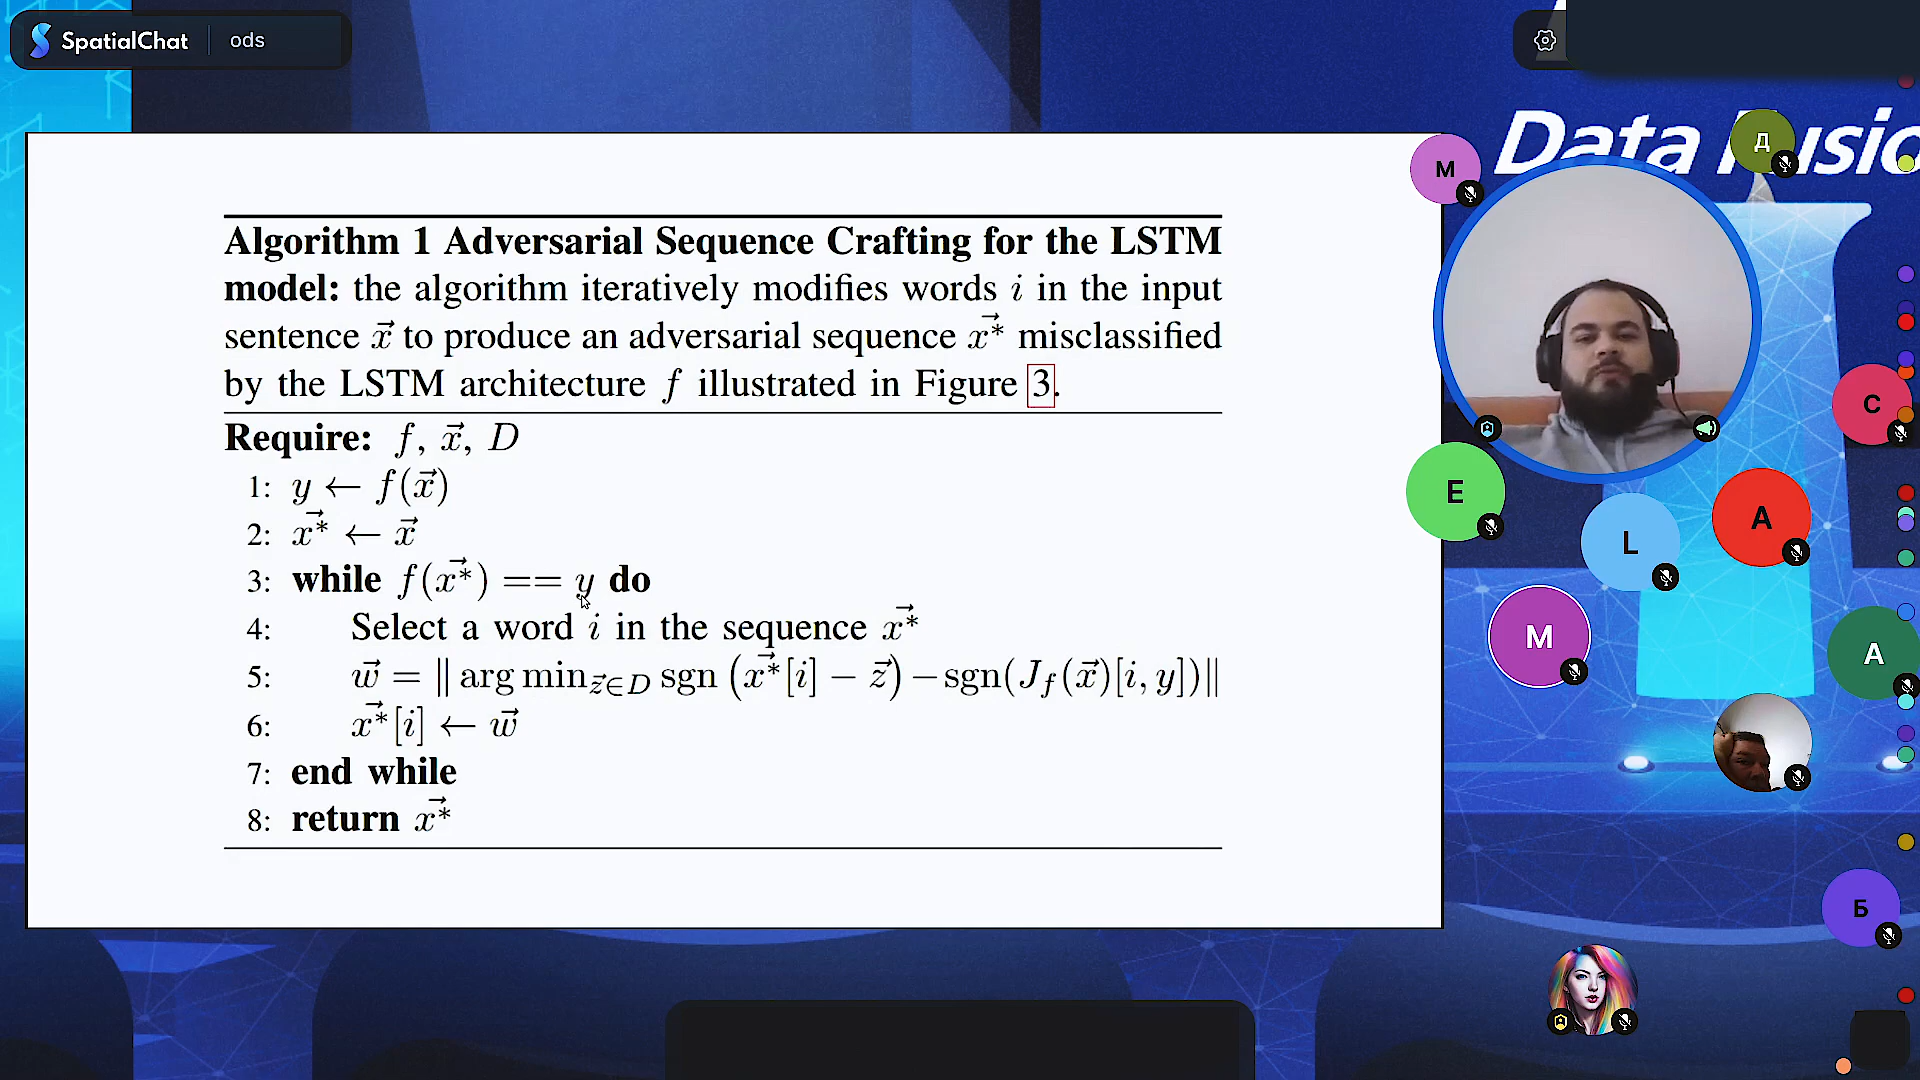 SpatialChat ods
Data Fusio
Algorithm 1 Adversarial Sequence Crafting for the LSTM
model: the algorithm iteratively modifies words i in the input
sentence x⃗ to produce an adversarial sequence x⃗* misclassified
by the LSTM architecture f illustrated in Figure 3.
Require: f, x⃗, D
1: y ← f(x⃗)
2: x⃗* ← x⃗
3: while f(x⃗*) == y do
4: Select a word i in the sequence x⃗*
5: w⃗ = ‖ arg min_{z⃗∈D} sgn (x⃗*[i] − z⃗) − sgn(J_f(x⃗)[i, y])‖
6: x⃗*[i] ← w⃗
7: end while
8: return x⃗*
M
Д
C
E
L
A
M
A
Б